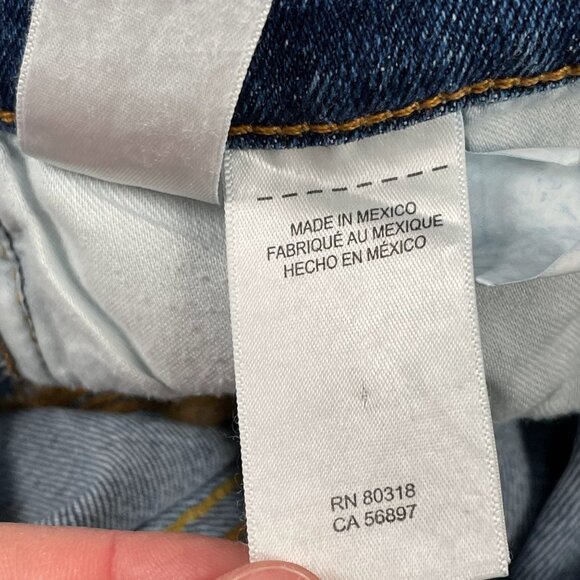 MADE IN MEXICO
FABRIQUÉ AU MEXIQUE
HECHO EN MÉXICO
RN 80318
CA 56897